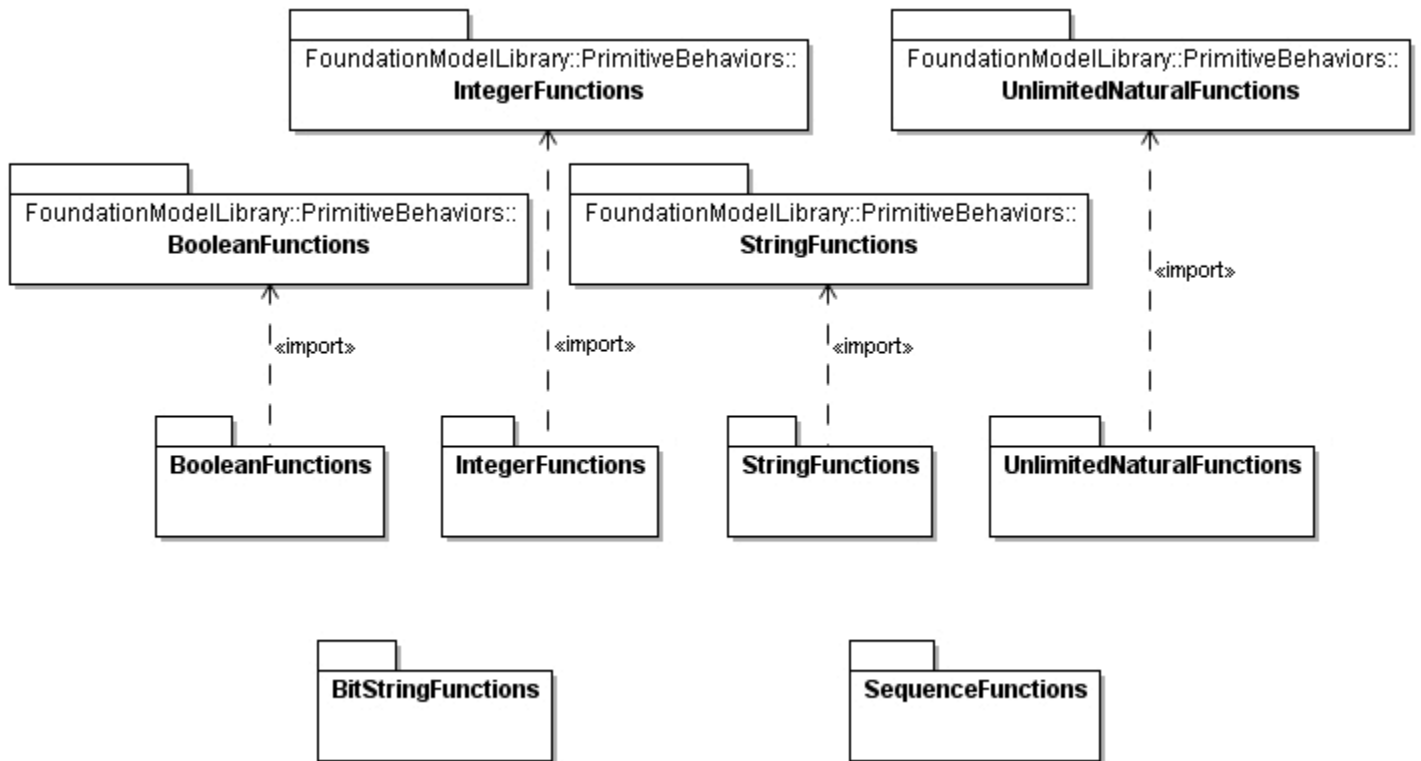 FoundationModelLibrary::PrimitiveBehaviors::
IntegerFunctions
FoundationModelLibrary::PrimitiveBehaviors::
UnlimitedNaturalFunctions
FoundationModelLibrary::PrimitiveBehaviors::
BooleanFunctions
FoundationModelLibrary::PrimitiveBehaviors::
StringFunctions
«import»
«import»
«import»
«import»
BooleanFunctions
IntegerFunctions
StringFunctions
UnlimitedNaturalFunctions
BitStringFunctions
SequenceFunctions